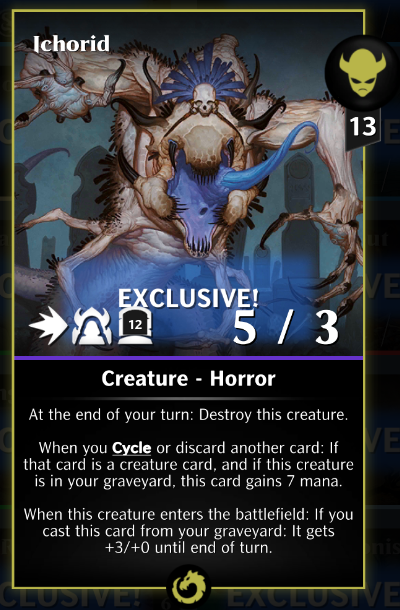 Ichorid
13
EXCLUSIVE!
12
5 / 3
Creature - Horror
At the end of your turn: Destroy this creature.
When you Cycle or discard another card: If
that card is a creature card, and if this creature
is in your graveyard, this card gains 7 mana.
When this creature enters the battlefield: If you
cast this card from your graveyard: It gets
+3/+0 until end of turn.